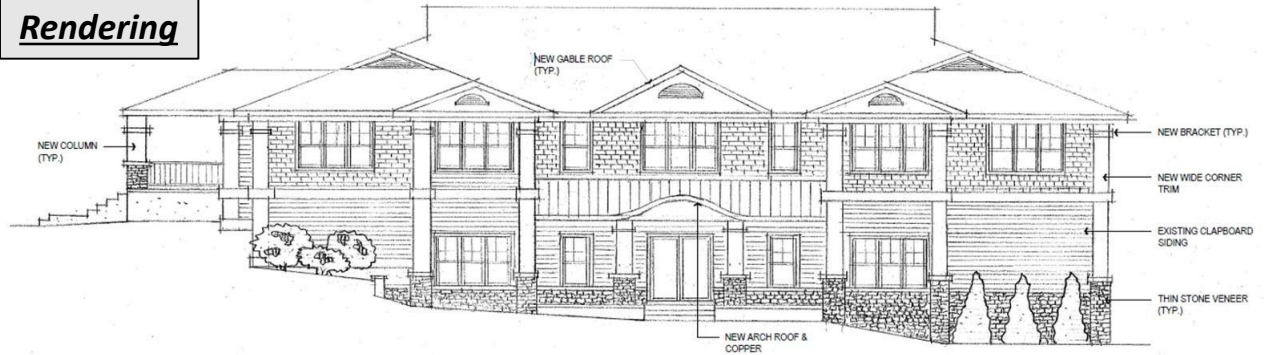 Rendering
NEW GABLE ROOF
(TYP.)
NEW COLUMN
(TYP.)
NEW BRACKET (TYP.)
NEW WIDE CORNER
TRIM
EXISTING CLAPBOARD
SIDING
THIN STONE VENEER
(TYP.)
NEW ARCH ROOF &
COPPER